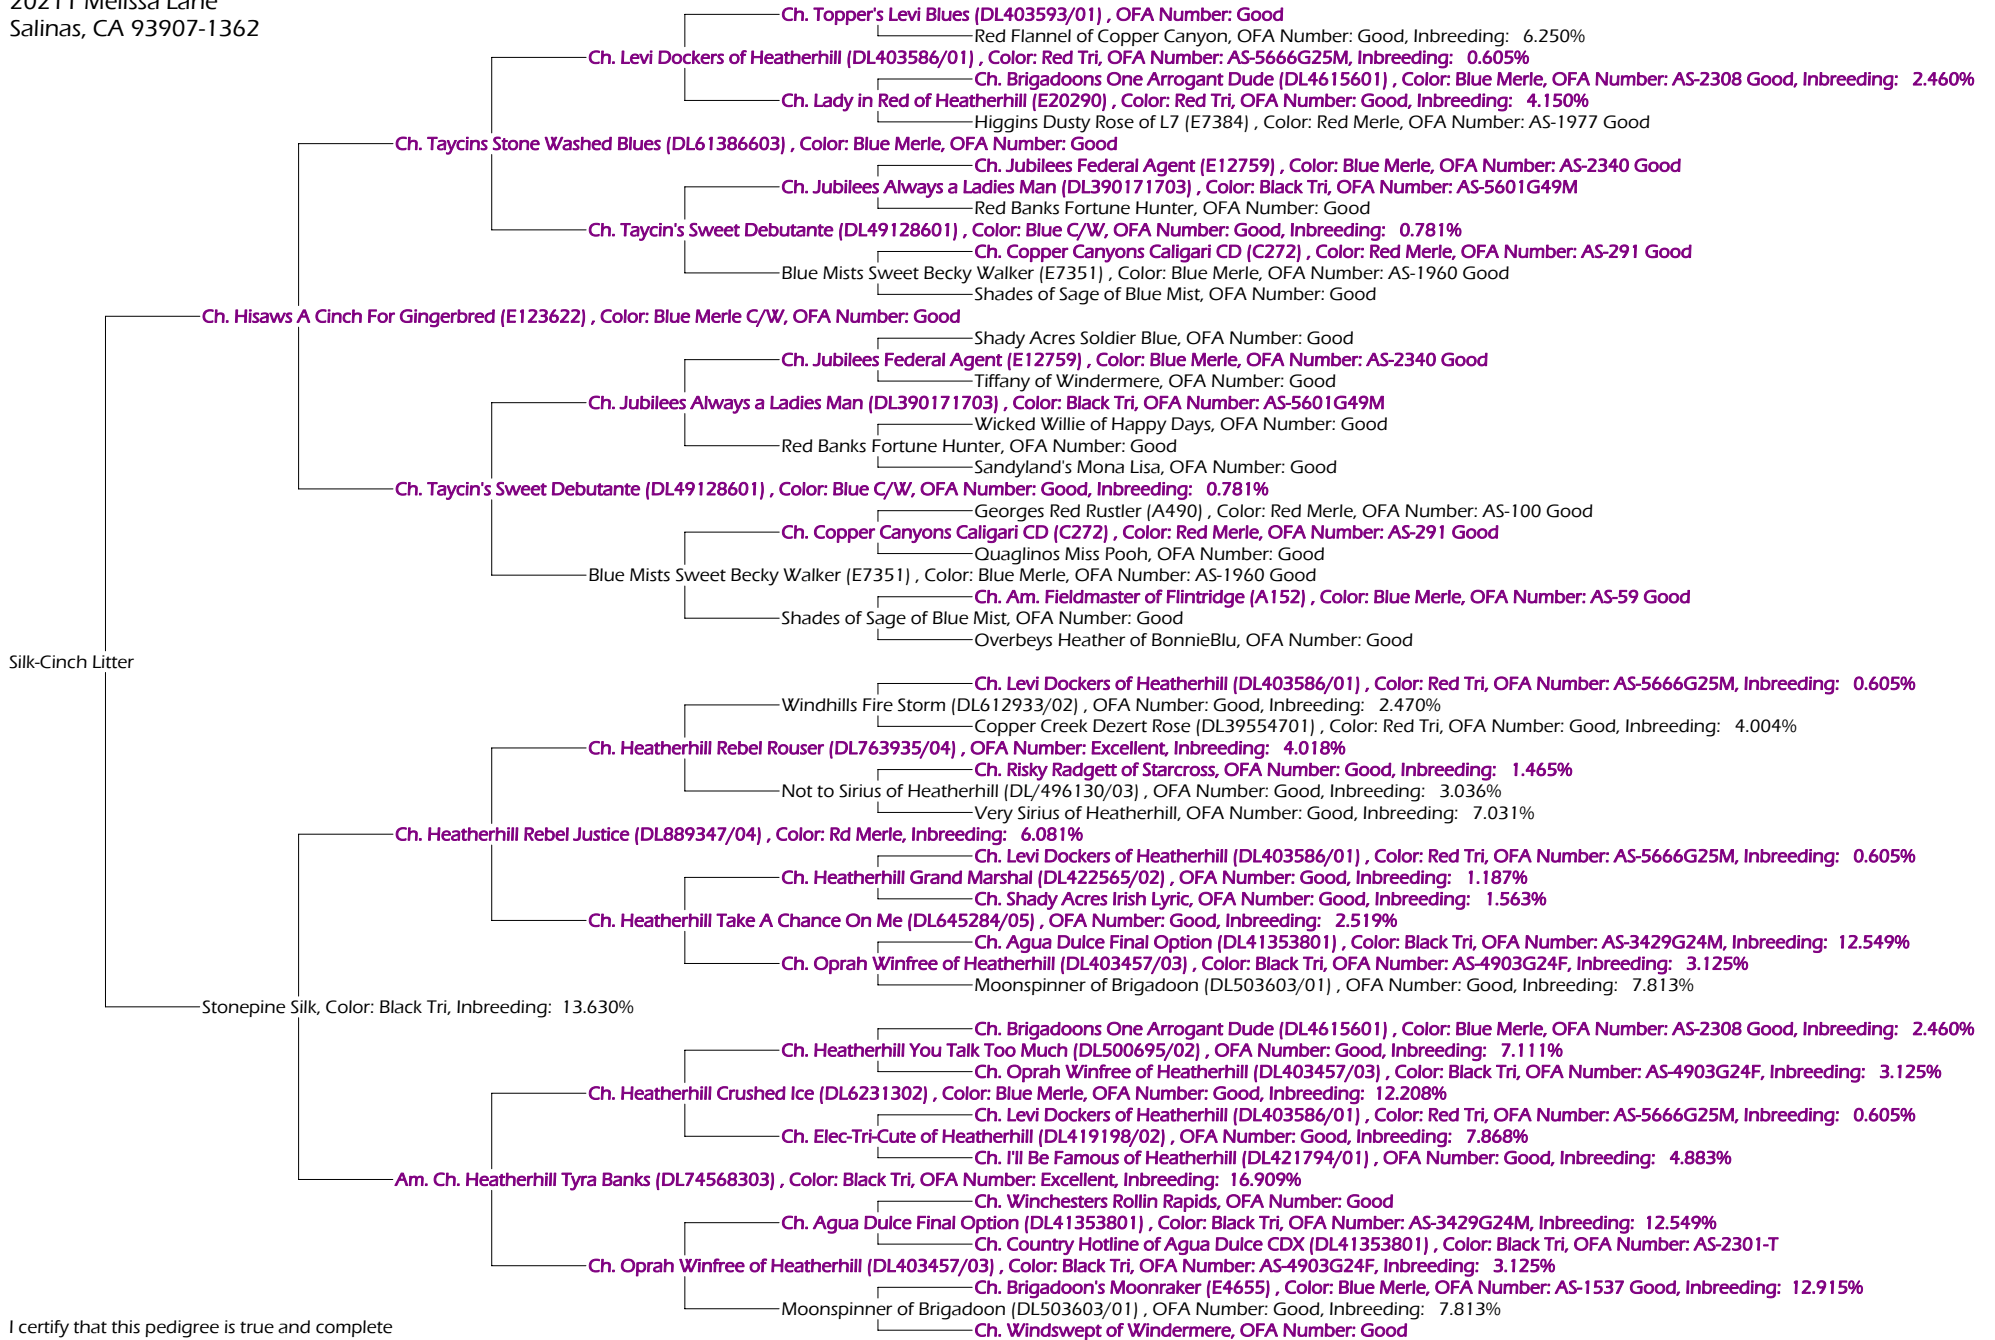 20211 Melissa Lane
Salinas, CA 93907-1362
Ch. Topper's Levi Blues (DL403593/01) , OFA Number: Good
Red Flannel of Copper Canyon, OFA Number: Good, Inbreeding: 6.250%
Ch. Levi Dockers of Heatherhill (DL403586/01) , Color: Red Tri, OFA Number: AS-5666G25M, Inbreeding: 0.605%
Ch. Brigadoons One Arrogant Dude (DL4615601) , Color: Blue Merle, OFA Number: AS-2308 Good, Inbreeding: 2.460%
Ch. Lady in Red of Heatherhill (E20290) , Color: Red Tri, OFA Number: Good, Inbreeding: 4.150%
Higgins Dusty Rose of L7 (E7384) , Color: Red Merle, OFA Number: AS-1977 Good
Ch. Taycins Stone Washed Blues (DL61386603) , Color: Blue Merle, OFA Number: Good
Ch. Jubilees Federal Agent (E12759) , Color: Blue Merle, OFA Number: AS-2340 Good
Ch. Jubilees Always a Ladies Man (DL390171703) , Color: Black Tri, OFA Number: AS-5601G49M
Red Banks Fortune Hunter, OFA Number: Good
Ch. Taycin's Sweet Debutante (DL49128601) , Color: Blue C/W, OFA Number: Good, Inbreeding: 0.781%
Ch. Copper Canyons Caligari CD (C272) , Color: Red Merle, OFA Number: AS-291 Good
Blue Mists Sweet Becky Walker (E7351) , Color: Blue Merle, OFA Number: AS-1960 Good
Shades of Sage of Blue Mist, OFA Number: Good
Ch. Hisaws A Cinch For Gingerbred (E123622) , Color: Blue Merle C/W, OFA Number: Good
Shady Acres Soldier Blue, OFA Number: Good
Ch. Jubilees Federal Agent (E12759) , Color: Blue Merle, OFA Number: AS-2340 Good
Tiffany of Windermere, OFA Number: Good
Ch. Jubilees Always a Ladies Man (DL390171703) , Color: Black Tri, OFA Number: AS-5601G49M
Wicked Willie of Happy Days, OFA Number: Good
Red Banks Fortune Hunter, OFA Number: Good
Sandyland's Mona Lisa, OFA Number: Good
Ch. Taycin's Sweet Debutante (DL49128601) , Color: Blue C/W, OFA Number: Good, Inbreeding: 0.781%
Georges Red Rustler (A490) , Color: Red Merle, OFA Number: AS-100 Good
Ch. Copper Canyons Caligari CD (C272) , Color: Red Merle, OFA Number: AS-291 Good
Quaglinos Miss Pooh, OFA Number: Good
Blue Mists Sweet Becky Walker (E7351) , Color: Blue Merle, OFA Number: AS-1960 Good
Ch. Am. Fieldmaster of Flintridge (A152) , Color: Blue Merle, OFA Number: AS-59 Good
Shades of Sage of Blue Mist, OFA Number: Good
Overbeys Heather of BonnieBlu, OFA Number: Good
Silk-Cinch Litter
Ch. Levi Dockers of Heatherhill (DL403586/01) , Color: Red Tri, OFA Number: AS-5666G25M, Inbreeding: 0.605%
Windhills Fire Storm (DL612933/02) , OFA Number: Good, Inbreeding: 2.470%
Copper Creek Dezert Rose (DL39554701) , Color: Red Tri, OFA Number: Good, Inbreeding: 4.004%
Ch. Heatherhill Rebel Rouser (DL763935/04) , OFA Number: Excellent, Inbreeding: 4.018%
Ch. Risky Radgett of Starcross, OFA Number: Good, Inbreeding: 1.465%
Not to Sirius of Heatherhill (DL/496130/03) , OFA Number: Good, Inbreeding: 3.036%
Very Sirius of Heatherhill, OFA Number: Good, Inbreeding: 7.031%
Ch. Heatherhill Rebel Justice (DL889347/04) , Color: Rd Merle, Inbreeding: 6.081%
Ch. Levi Dockers of Heatherhill (DL403586/01) , Color: Red Tri, OFA Number: AS-5666G25M, Inbreeding: 0.605%
Ch. Heatherhill Grand Marshal (DL422565/02) , OFA Number: Good, Inbreeding: 1.187%
Ch. Shady Acres Irish Lyric, OFA Number: Good, Inbreeding: 1.563%
Ch. Heatherhill Take A Chance On Me (DL645284/05) , OFA Number: Good, Inbreeding: 2.519%
Ch. Agua Dulce Final Option (DL41353801) , Color: Black Tri, OFA Number: AS-3429G24M, Inbreeding: 12.549%
Ch. Oprah Winfree of Heatherhill (DL403457/03) , Color: Black Tri, OFA Number: AS-4903G24F, Inbreeding: 3.125%
Moonspinner of Brigadoon (DL503603/01) , OFA Number: Good, Inbreeding: 7.813%
Stonepine Silk, Color: Black Tri, Inbreeding: 13.630%
Ch. Brigadoons One Arrogant Dude (DL4615601) , Color: Blue Merle, OFA Number: AS-2308 Good, Inbreeding: 2.460%
Ch. Heatherhill You Talk Too Much (DL500695/02) , OFA Number: Good, Inbreeding: 7.111%
Ch. Oprah Winfree of Heatherhill (DL403457/03) , Color: Black Tri, OFA Number: AS-4903G24F, Inbreeding: 3.125%
Ch. Heatherhill Crushed Ice (DL6231302) , Color: Blue Merle, OFA Number: Good, Inbreeding: 12.208%
Ch. Levi Dockers of Heatherhill (DL403586/01) , Color: Red Tri, OFA Number: AS-5666G25M, Inbreeding: 0.605%
Ch. Elec-Tri-Cute of Heatherhill (DL419198/02) , OFA Number: Good, Inbreeding: 7.868%
Ch. I'll Be Famous of Heatherhill (DL421794/01) , OFA Number: Good, Inbreeding: 4.883%
Am. Ch. Heatherhill Tyra Banks (DL74568303) , Color: Black Tri, OFA Number: Excellent, Inbreeding: 16.909%
Ch. Winchesters Rollin Rapids, OFA Number: Good
Ch. Agua Dulce Final Option (DL41353801) , Color: Black Tri, OFA Number: AS-3429G24M, Inbreeding: 12.549%
Ch. Country Hotline of Agua Dulce CDX (DL41353801) , Color: Black Tri, OFA Number: AS-2301-T
Ch. Oprah Winfree of Heatherhill (DL403457/03) , Color: Black Tri, OFA Number: AS-4903G24F, Inbreeding: 3.125%
Ch. Brigadoon's Moonraker (E4655) , Color: Blue Merle, OFA Number: AS-1537 Good, Inbreeding: 12.915%
Moonspinner of Brigadoon (DL503603/01) , OFA Number: Good, Inbreeding: 7.813%
Ch. Windswept of Windermere, OFA Number: Good
I certify that this pedigree is true and complete